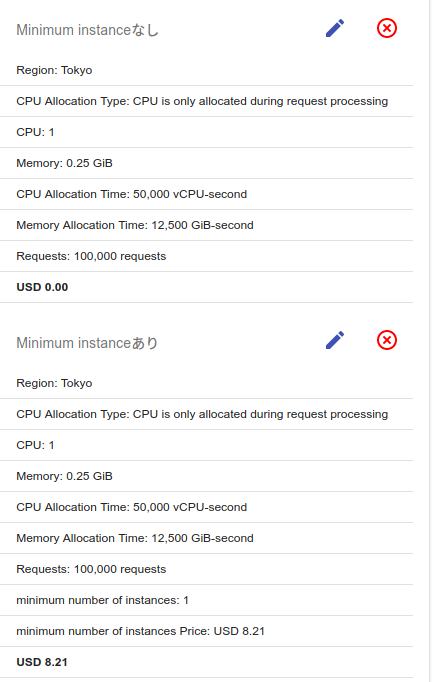 Minimum instanceなし
Region: Tokyo
CPU Allocation Type: CPU is only allocated during request processing
CPU: 1
Memory: 0.25 GiB
CPU Allocation Time: 50,000 vCPU-second
Memory Allocation Time: 12,500 GiB-second
Requests: 100,000 requests
USD 0.00
Minimum instanceあり
Region: Tokyo
CPU Allocation Type: CPU is only allocated during request processing
CPU: 1
Memory: 0.25 GiB
CPU Allocation Time: 50,000 vCPU-second
Memory Allocation Time: 12,500 GiB-second
Requests: 100,000 requests
minimum number of instances: 1
minimum number of instances Price: USD 8.21
USD 8.21